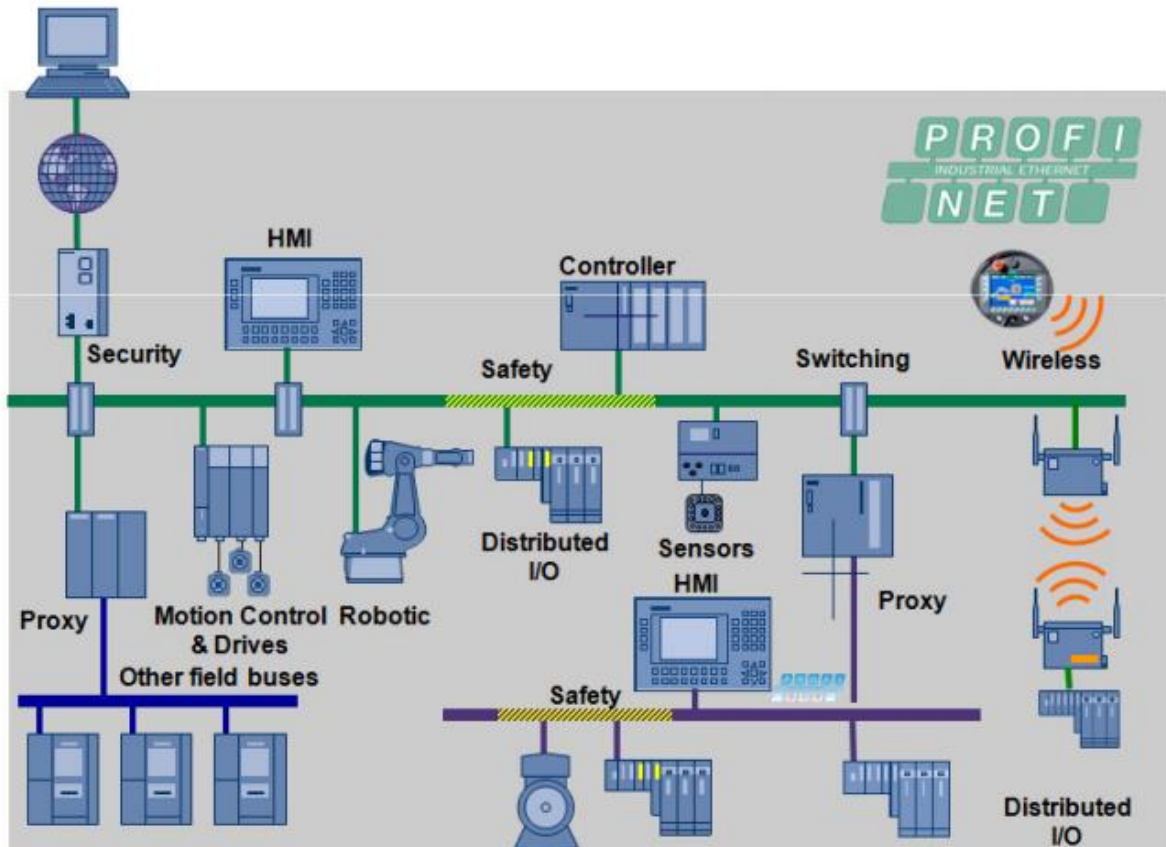 PROFI
INDUSTRIAL ETHERNET
NET
HMI
Controller
Security
Safety
Switching
Wireless
Distributed
I/O
Sensors
HMI
Proxy
Motion Control
& Drives
Robotic
Proxy
Other field buses
Safety
Distributed
I/O